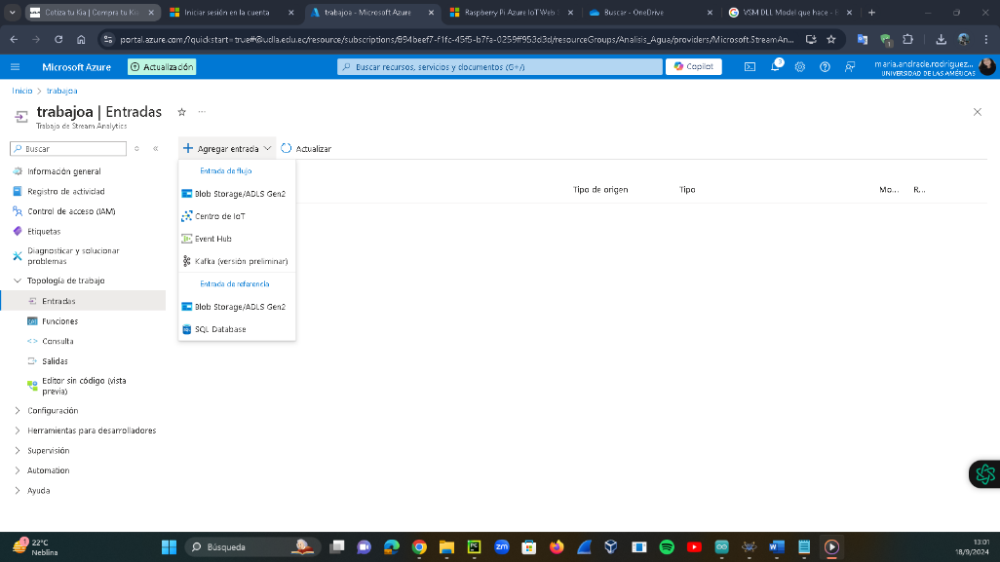 Cotiza tu Kia | Compra tu Kia
Iniciar sesión en la cuenta
trabajoa - Microsoft Azure
Raspberry Pi Azure IoT Web
Buscar - OneDrive
VSM DLL Model que hace -
portal.azure.com/?quickstart=true#@udla.edu.ec/resource/subscriptions/894beef7-f1fc-45f5-b7fa-0259ff953d3d/resourceGroups/Analisis_Agua/providers/Microsoft.StreamAn...
Microsoft Azure
Actualización
Buscar recursos, servicios y documentos (G+/)
Copilot
3
maria.andrade.rodriguez...
UNIVERSIDAD DE LAS AMÉRICAS
Inicio > trabajoa
trabajoa | Entradas
Trabajo de Stream Analytics
Buscar
Agregar entrada
Actualizar
Información general
Registro de actividad
Control de acceso (IAM)
Etiquetas
Diagnosticar y solucionar
problemas
Topología de trabajo
Entradas
Funciones
Consulta
Salidas
Editor sin código (vista
previa)
Configuración
Herramientas para desarrolladores
Supervisión
Automation
Ayuda
Entrada de flujo
Blob Storage/ADLS Gen2
Centro de IoT
Event Hub
Kafka (versión preliminar)
Entrada de referencia
Blob Storage/ADLS Gen2
SQL Database
Tipo de origen
Tipo
Mo...
R...
1
22°C
Neblina
Búsqueda
13:01
18/9/2024